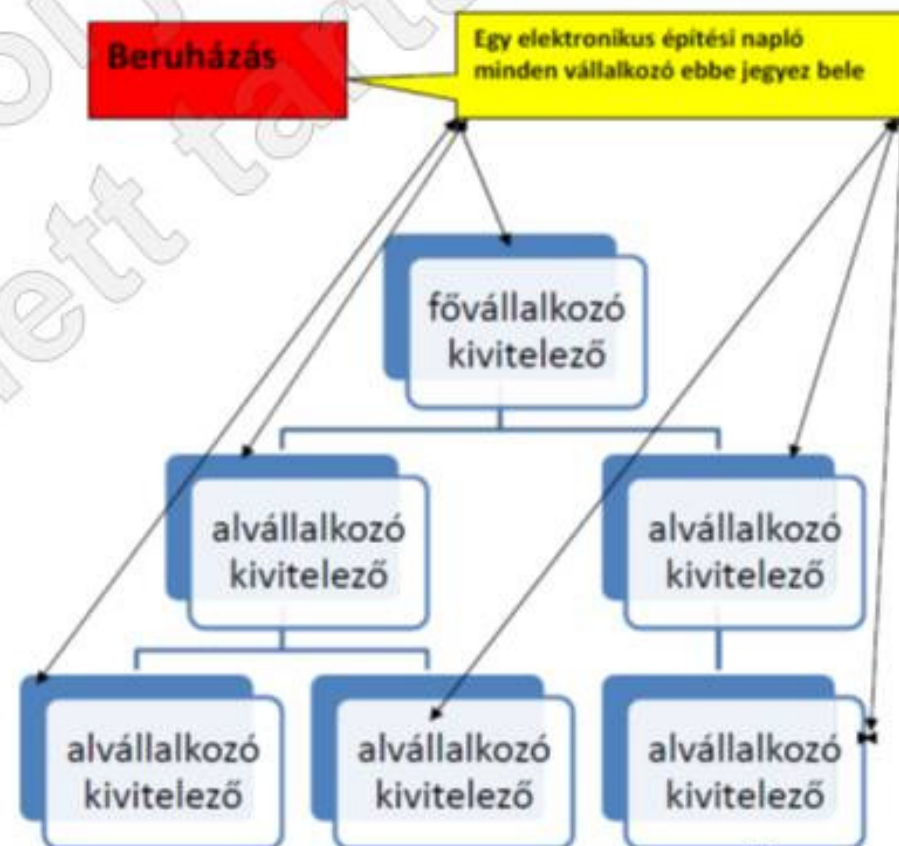 Beruházás
Egy elektronikus építési napló
minden vállalkozó ebbe jegyez bele
fővállalkozó
kivitelező
alvállalkozó
kivitelező
alvállalkozó
kivitelező
alvállalkozó
kivitelező
alvállalkozó
kivitelező
alvállalkozó
kivitelező